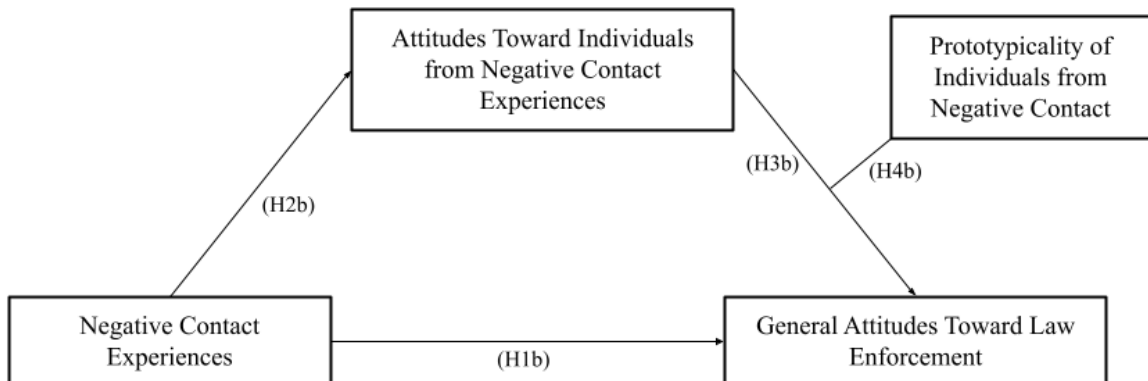 Attitudes Toward Individuals
from Negative Contact
Experiences
Prototypicality of
Individuals from
Negative Contact
(H3b)
(H4b)
(H2b)
Negative Contact
Experiences
(H1b)
General Attitudes Toward Law
Enforcement